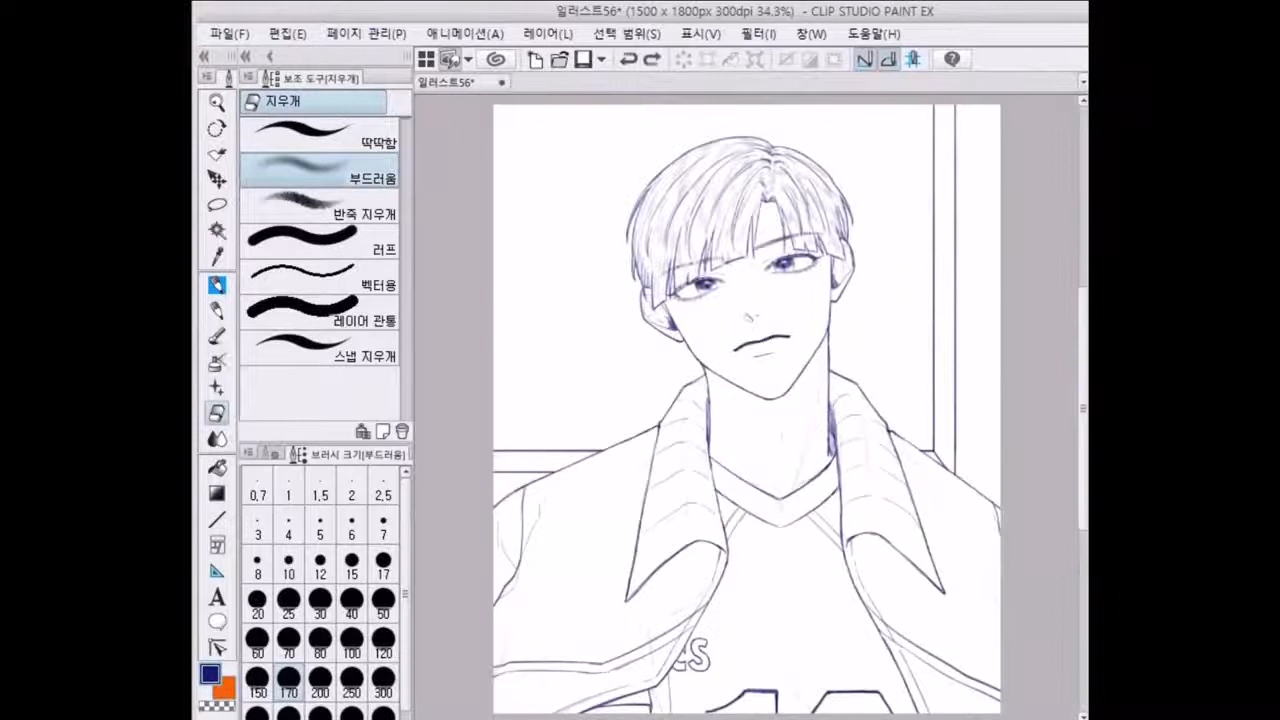 일러스트56* (1500 x 1800px 300dpi 34.3%) - CLIP STUDIO PAINT EX
파일(F) 편집(E) 페이지 관리(P) 애니메이션(A) 레이어(L) 선택 범위(S) 표시(V) 필터(I) 창(W) 도움말(H)
보조 도구(지우개)
일러스트56*
지우개
딱딱함
부드러움
반죽 지우개
러프
벡터용
레이어 관통
스냅 지우개
브러시 크기(부드러움)
0.7 1 1.5 2 2.5
3 4 5 6 7
8 10 12 15 17
20 25 30 40 50
60 70 80 100 120
150 170 200 250 300
A
es